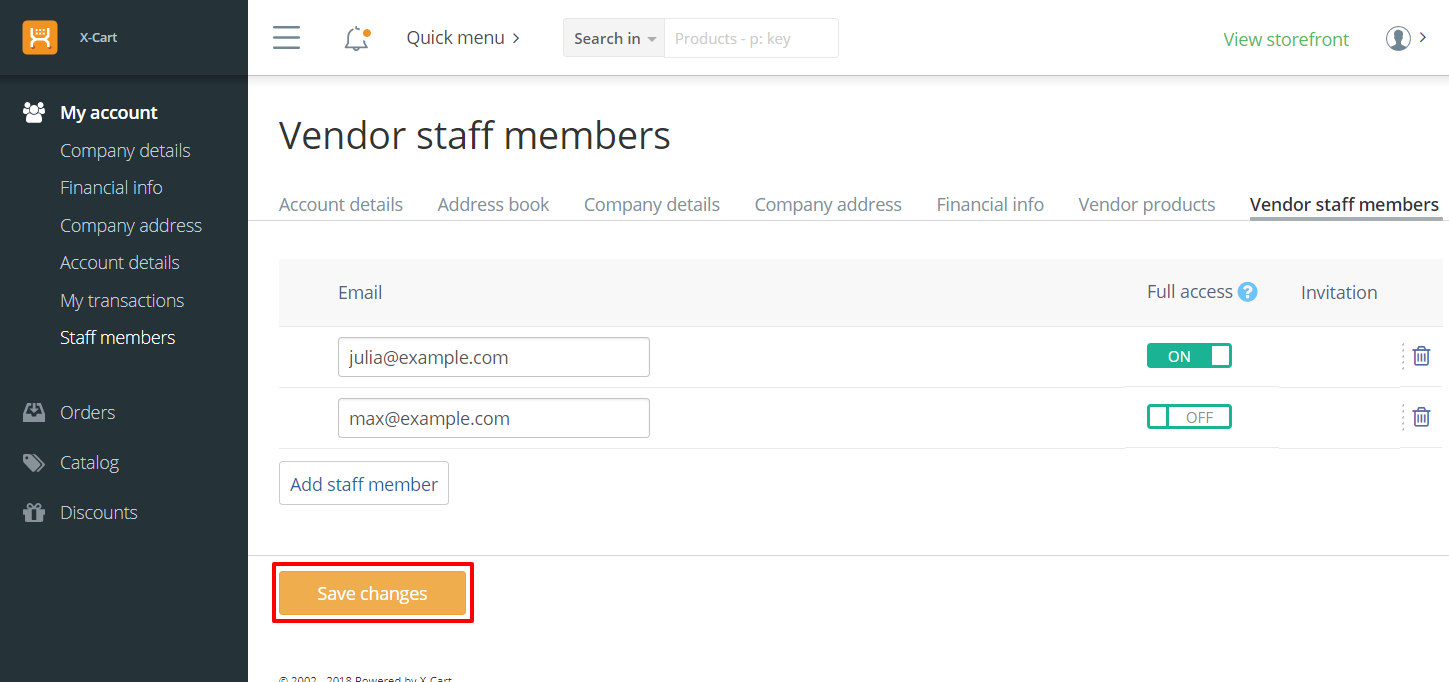 X-Cart
Quick menu
Search in
Products - p: key
View storefront
My account
Company details
Financial info
Company address
Account details
My transactions
Staff members
Orders
Catalog
Discounts
Vendor staff members
Account details
Address book
Company details
Company address
Financial info
Vendor products
Vendor staff members
Email
Full access ?
Invitation
julia@example.com
ON
max@example.com
OFF
Add staff member
Save changes
© 2002 - 2018 Powered by X-Cart